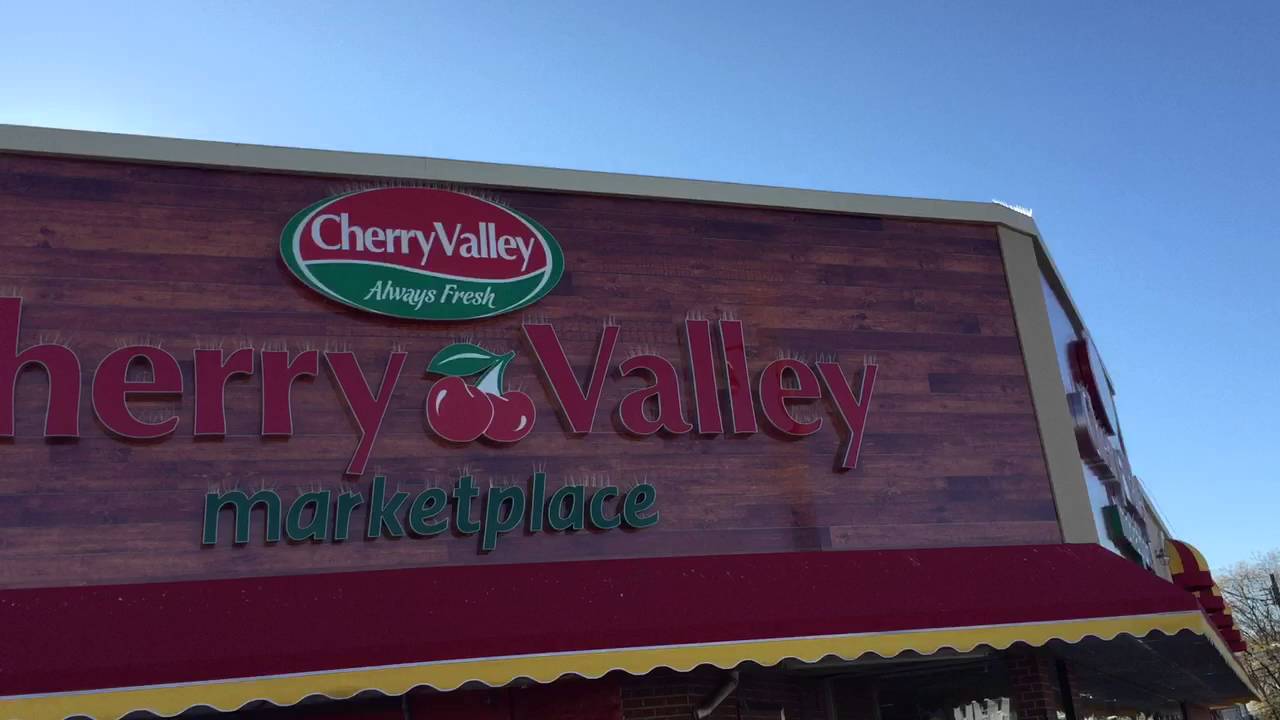 CherryValley
Always Fresh
herry Valley
marketplace